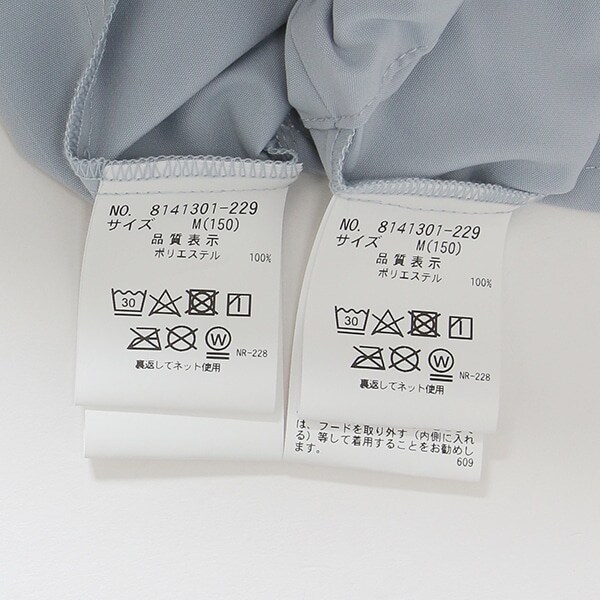 NO. 8141301-229
サイズ M(150)
品質表示
ポリエステル 100%
30
W
NR-228
裏返してネット使用
NO. 8141301-229
サイズ M(150)
品質表示
ポリエステル 100%
30
W
NR-228
裏返してネット使用
は、フードを取り外す(内側に入れ
る)等して着用することをお勧めし
ます。
609